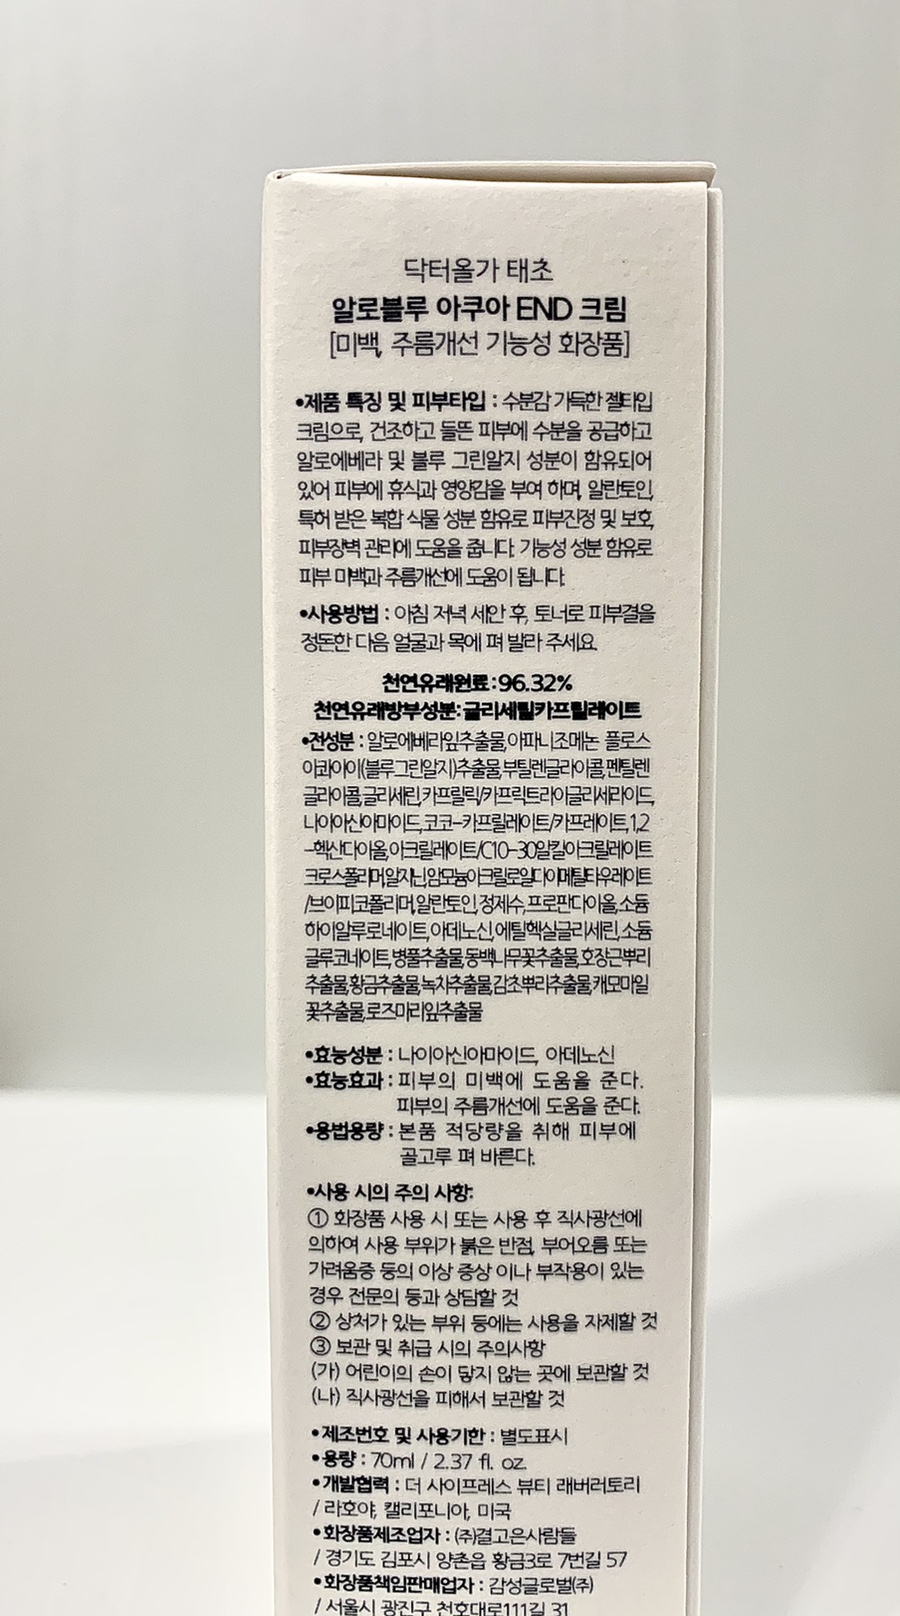 닥터올가 태초
알로블루 아쿠아 END 크림
[미백, 주름개선 기능성 화장품]
•제품 특징 및 피부타입 : 수분감 가득한 젤타입
크림으로, 건조하고 들뜬 피부에 수분을 공급하고
알로에베라 및 블루 그린알지 성분이 함유되어
있어 피부에 휴식과 영양감을 부여 하며, 알란토인,
특허 받은 복합 식물 성분 함유로 피부진정 및 보호,
피부장벽 관리에 도움을 줍니다. 기능성 성분 함유로
피부 미백과 주름개선에 도움이 됩니다.
•사용방법 : 아침 저녁 세안 후, 토너로 피부결을
정돈한 다음 얼굴과 목에 펴 발라 주세요.
천연유래원료:96.32%
천연유래방부성분:글리세릴카프릴레이트
•전성분 : 알로에베라잎추출물,아파니조메논 플로스
아콰이이(블루그린알지)추출물,부틸렌글라이콜,펜틸렌
글라이콜,글리세린,카프릴릭/카프릭트라이글리세라이드,
나이아신아마이드,코코-카프릴레이트/카프레이트,1,2
-헥산다이올,아크릴레이트/C10-30알킬아크릴레이트
크로스폴리머,알지닌,암모늄아크릴로일다이메틸타우레이트
/브이피코폴리머,알란토인,정제수,프로판다이올,소듐
하이알루로네이트,아데노신,에틸헥실글리세린,소듐
글루코네이트,병풀추출물,동백나무꽃추출물,호장근뿌리
추출물,황금추출물,녹차추출물,감초뿌리추출물,캐모마일
꽃추출물,로즈마리잎추출물
•효능성분 : 나이아신아마이드, 아데노신
•효능효과 : 피부의 미백에 도움을 준다.
피부의 주름개선에 도움을 준다.
•용법용량 : 본품 적당량을 취해 피부에
골고루 펴 바른다.
•사용 시의 주의 사항:
① 화장품 사용 시 또는 사용 후 직사광선에
의하여 사용 부위가 붉은 반점, 부어오름 또는
가려움증 등의 이상 증상 이나 부작용이 있는
경우 전문의 등과 상담할 것
② 상처가 있는 부위 등에는 사용을 자제할 것
③ 보관 및 취급 시의 주의사항
(가) 어린이의 손이 닿지 않는 곳에 보관할 것
(나) 직사광선을 피해서 보관할 것
•제조번호 및 사용기한 : 별도표시
•용량 : 70ml / 2.37 fl. oz.
•개발협력 : 더 사이프레스 뷰티 래버러토리
/ 라호야, 캘리포니아, 미국
•화장품제조업자 : (주)결고은사람들
/ 경기도 김포시 양촌읍 황금3로 7번길 57
•화장품책임판매업자 : 감성글로벌(주)
/ 서울시 광진구 천호대로111길 31